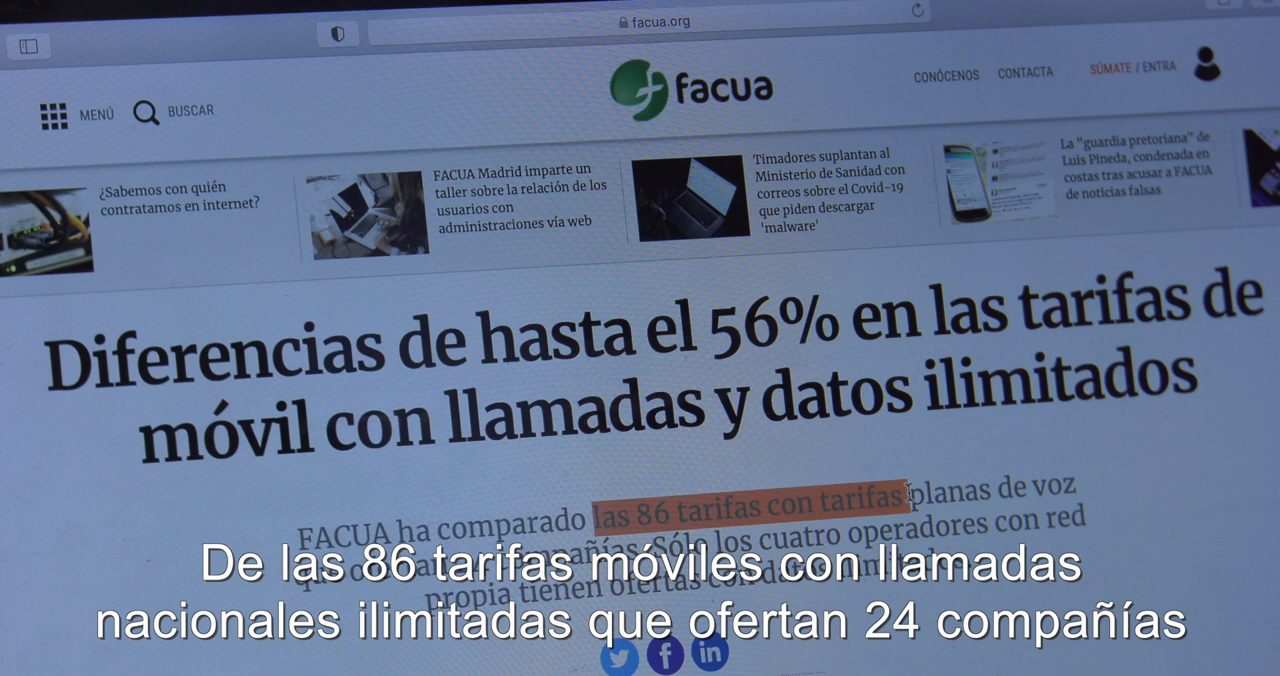 facua.org
MENÚ
BUSCAR
facua
CONÓCENOS
CONTACTA
SÚMATE / ENTRA
¿Sabemos con quién
contratamos en internet?
FACUA Madrid imparte un
taller sobre la relación de los
usuarios con
administraciones vía web
Timadores suplantan al
Ministerio de Sanidad con
correos sobre el Covid-19
que piden descargar
'malware'
La "guardia pretoriana" de
Luis Pineda, condenada en
costas tras acusar a FACUA
de noticias falsas
Diferencias de hasta el 56% en las tarifas de
móvil con llamadas y datos ilimitados
FACUA ha comparado las 86 tarifas con tarifas planas de voz
Sólo los cuatro operadores con red
propia tienen ofertas con datos
De las 86 tarifas móviles con llamadas
nacionales ilimitadas que ofertan 24 compañías
f
in